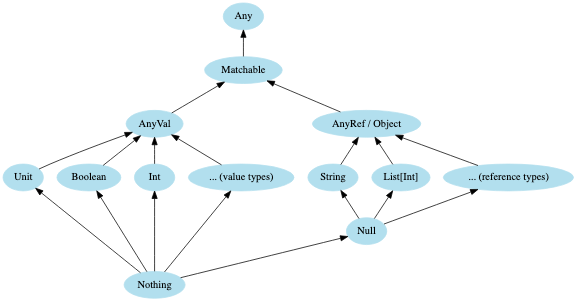 Any
Matchable
AnyVal
AnyRef / Object
Unit
Boolean
Int
... (value types)
String
List[Int]
... (reference types)
Null
Nothing